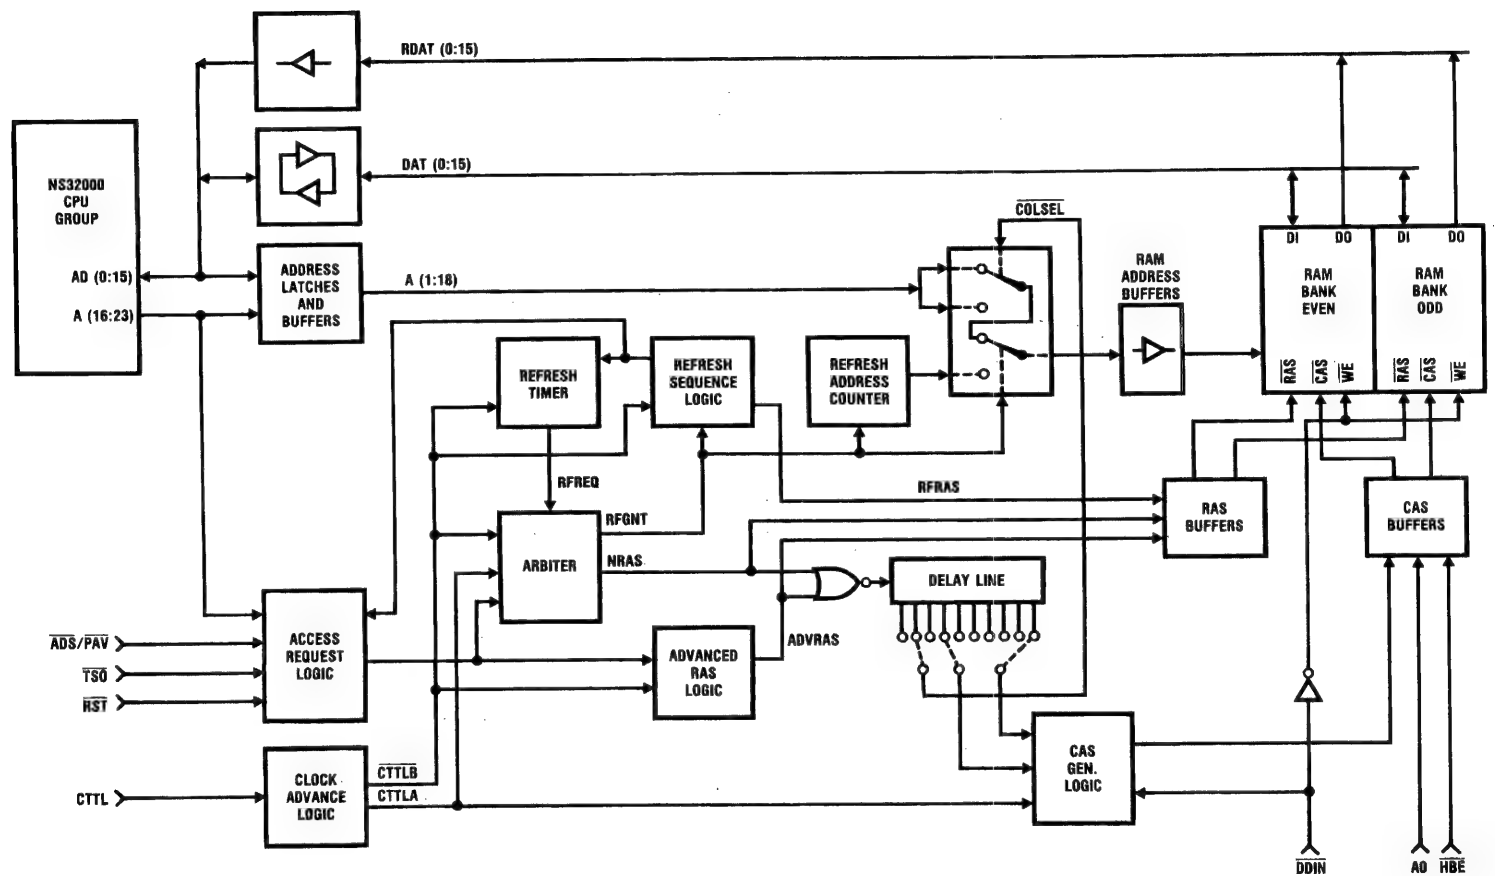 RDAT (0:15)
NS32000
CPU
GROUP
AD (0:15)
A (16:23)
DAT (0:15)
ADDRESS
LATCHES
AND
BUFFERS
A (1:18)
COLSEL
RAM
ADDRESS
BUFFERS
DI
DO
DI
DO
RAM
BANK
EVEN
RAM
BANK
ODD
RAS
CAS
WE
RAS
CAS
WE
REFRESH
TIMER
REFRESH
SEQUENCE
LOGIC
REFRESH
ADDRESS
COUNTER
RFREQ
RFGNT
NRAS
ARBITER
RFRAS
RAS
BUFFERS
CAS
BUFFERS
DELAY LINE
ADVRAS
ADS/PAV
TSO
RST
ACCESS
REQUEST
LOGIC
ADVANCED
RAS
LOGIC
CTTL
CLOCK
ADVANCE
LOGIC
CTTLB
CTTLA
CAS
GEN.
LOGIC
DDIN
A0
HBE